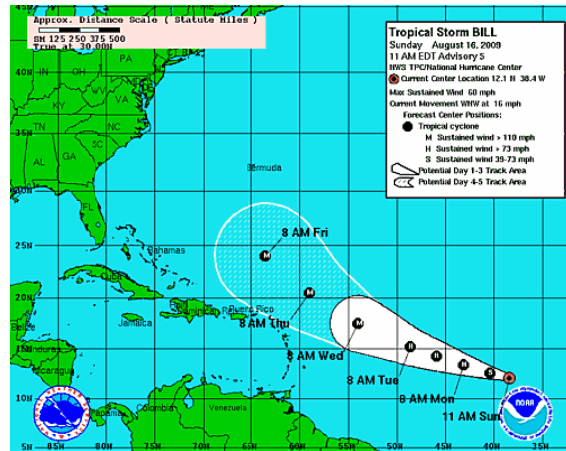 Approx. Distance Scale ( Statute Miles )
SM 125 250 375 500
True at 30.00N
Tropical Storm BILL
Sunday August 16, 2009
11 AM EDT Advisory 5
NWS TPC/National Hurricane Center
Current Center Location 12.1 N 38.4 W
Max Sustained Wind 60 mph
Current Movement WNW at 16 mph
Forecast Center Positions:
Tropical cyclone
M Sustained wind > 110 mph
H Sustained wind > 73 mph
S Sustained wind 39-73 mph
Potential Day 1-3 Track Area
Potential Day 4-5 Track Area
PA
IN
OH
WV
KY
VA
35N
TN
NC
SC
AL
GA
Bermuda
FL
8 AM Fri
M
Bahamas
Cuba
M
20N
Puerto Rico
Jamaica
8 AM Thu
M
Belize
8 AM Wed
H
15N
Honduras
H
8 AM Tue
H
Nicaragua
S
8 AM Mon
10N
11 AM Sun
NOAA
Panama
Colombia
Venezuela
5N
85W
80W
75W
70W
65W
60W
55W
50W
45W
40W
35W